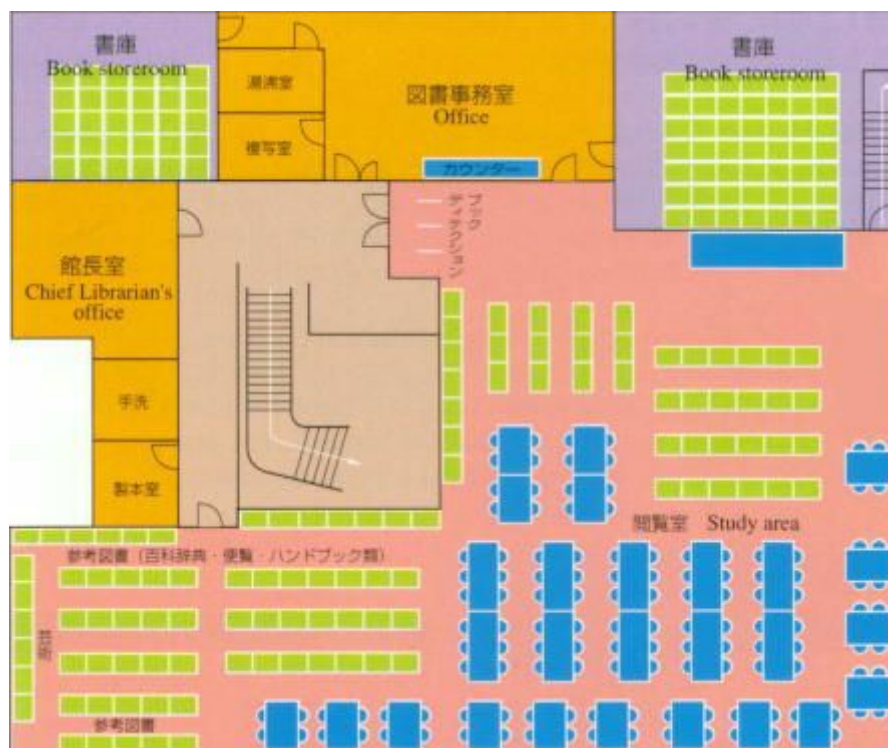 書庫
Book storeroom
湯沸室
複写室
図書事務室
Office
カウンター
書庫
Book storeroom
ブック
ディテクション
館長室
Chief Librarian's
office
手洗
製本室
閲覧室 Study area
参考図書（百科辞典・便覧・ハンドブック類）
芸術
参考図書